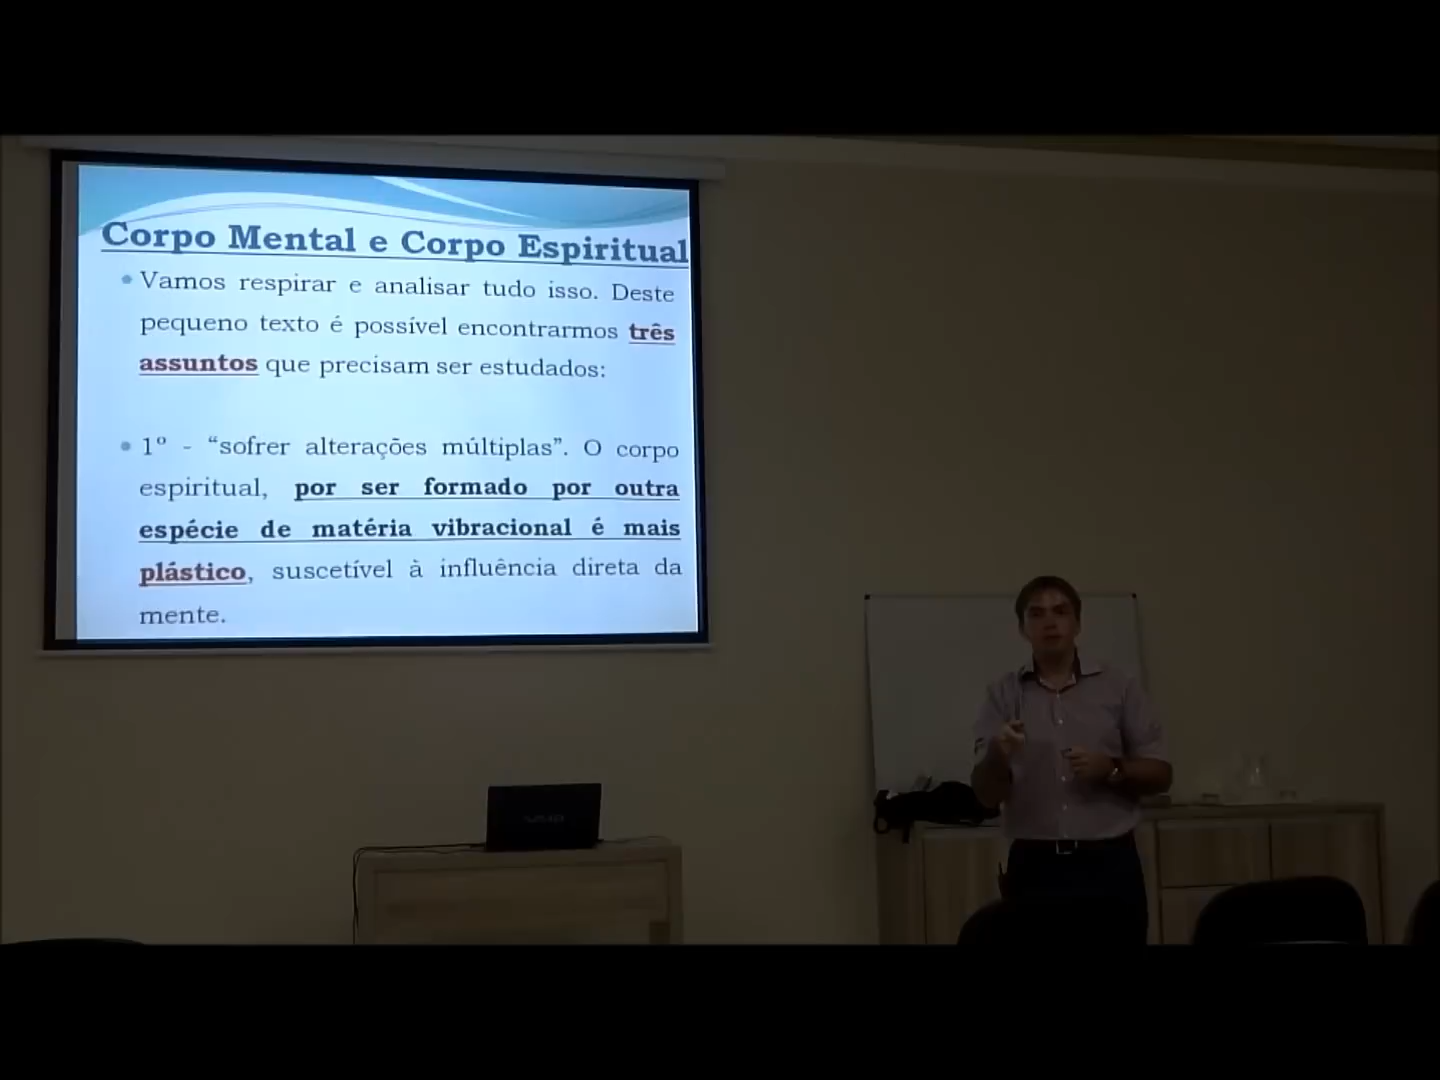 Corpo Mental e Corpo Espiritual
• Vamos respirar e analisar tudo isso. Deste
pequeno texto é possível encontrarmos três
assuntos que precisam ser estudados:
• 1º - “sofrer alterações múltiplas”. O corpo
espiritual, por ser formado por outra
espécie de matéria vibracional é mais
plástico, suscetível à influência direta da
mente.
VAIO